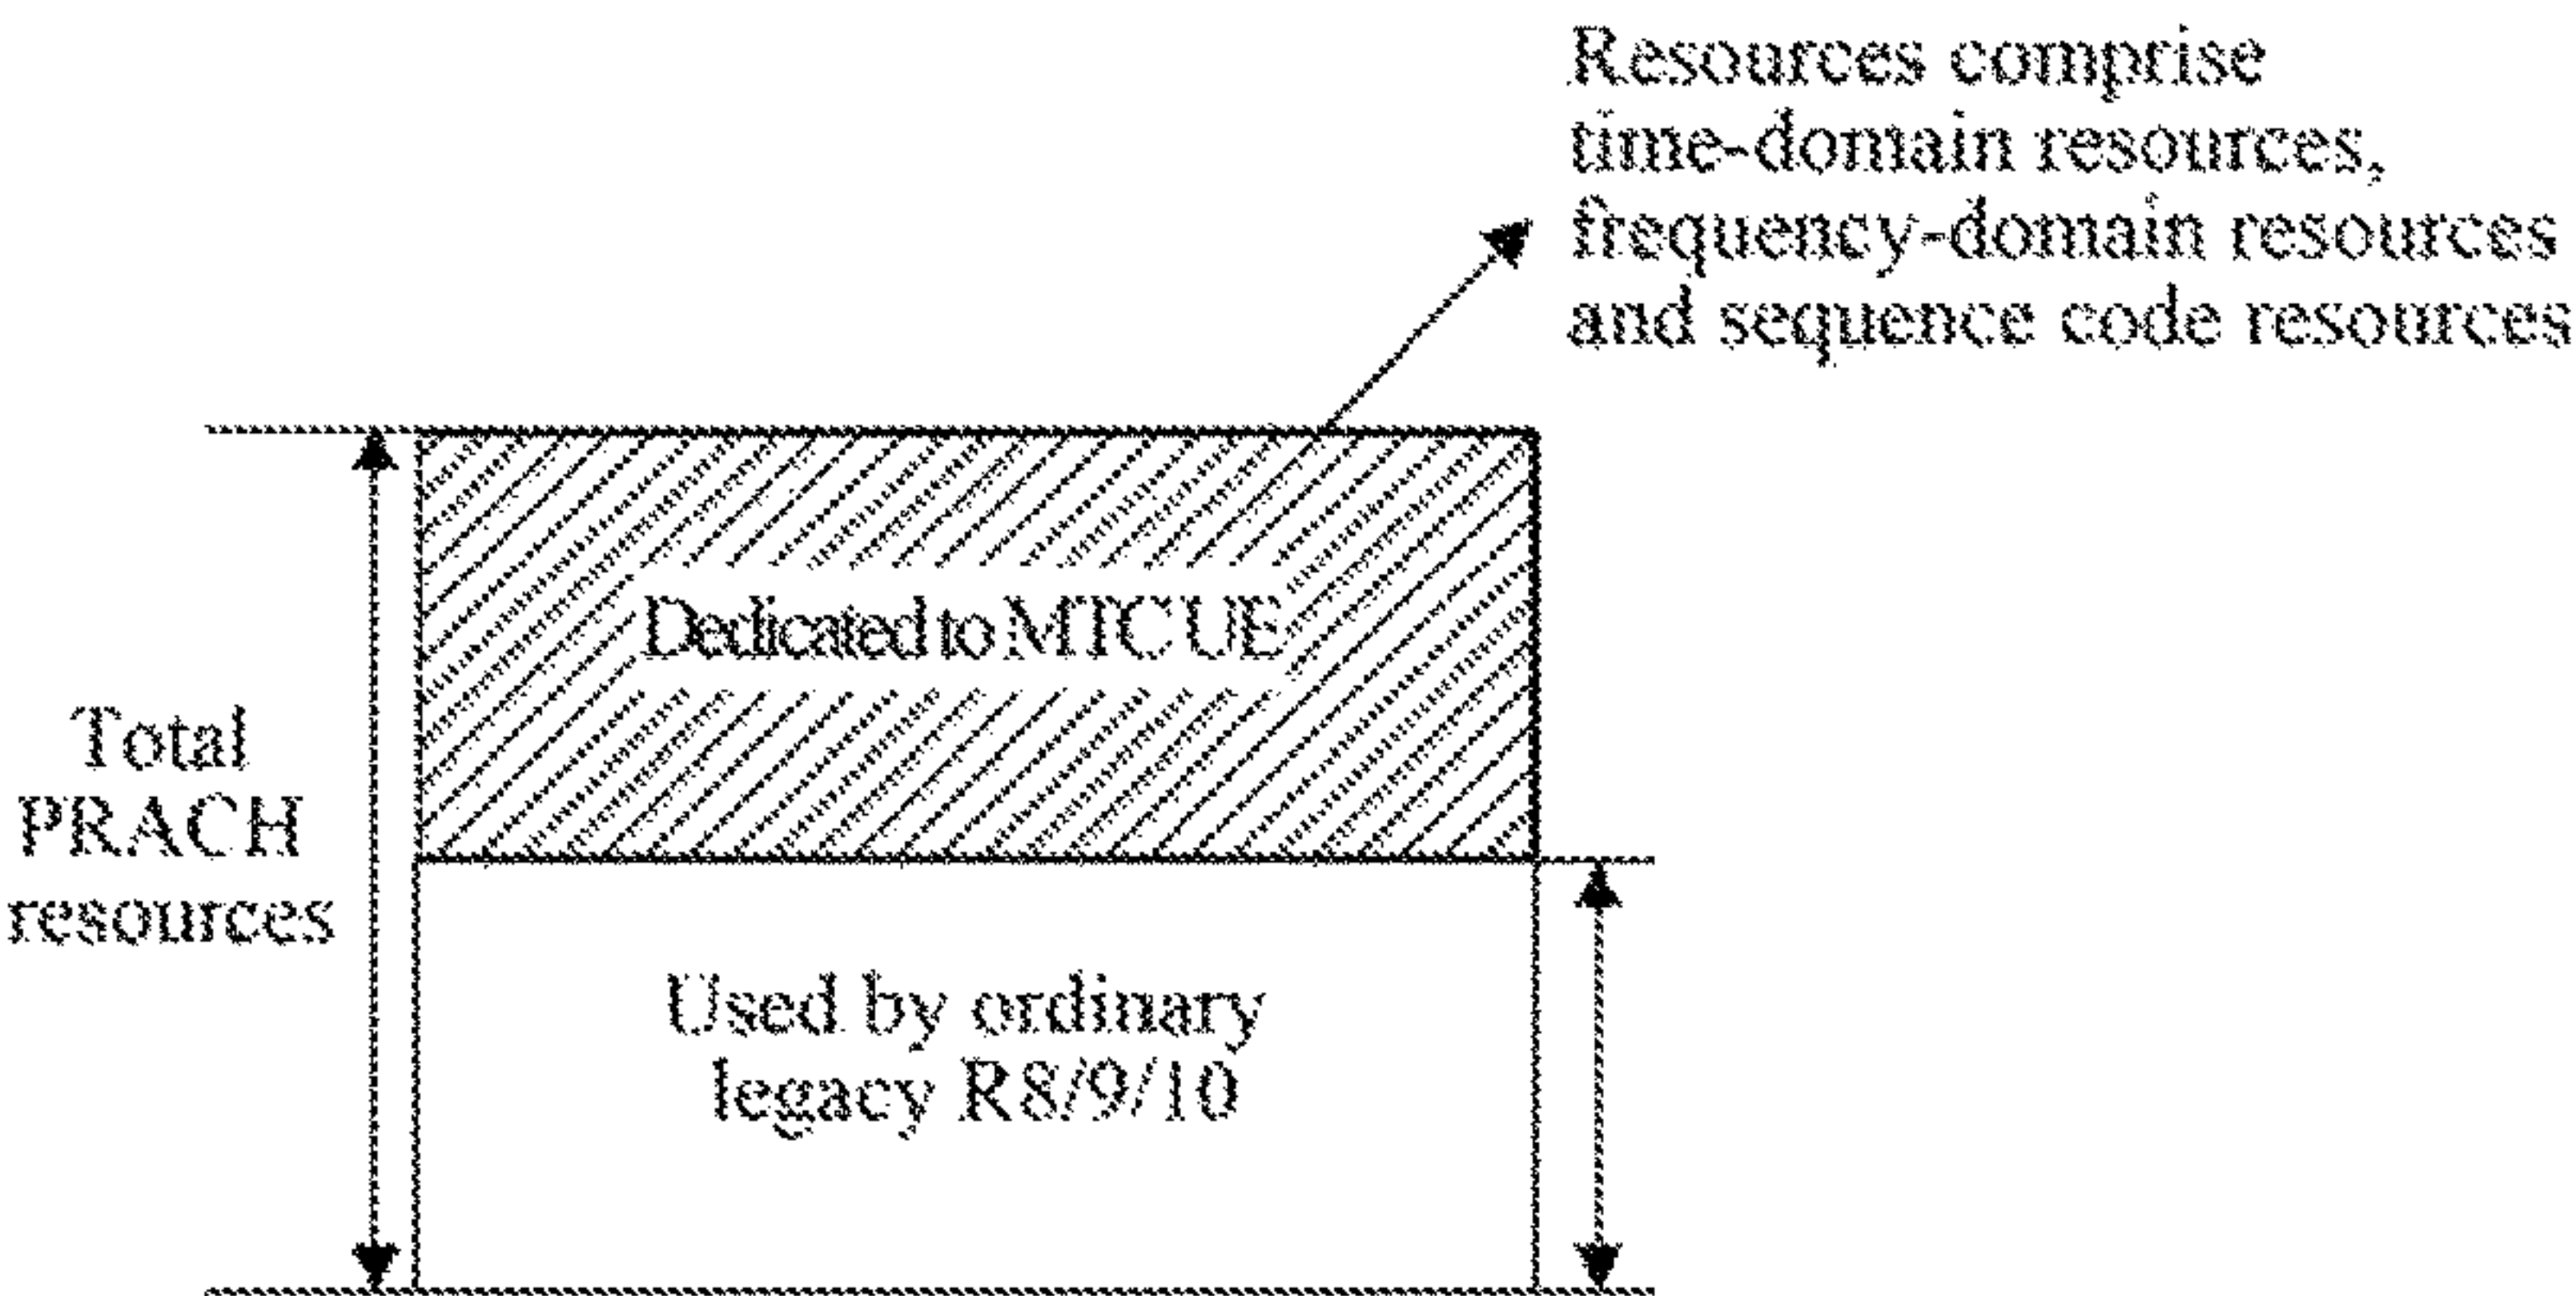 Resources comprise
time-domain resources,
frequency-domain resources
and sequence code resources
Dedicated to MTC UE
Total
PRACH
resources
Used by ordinary
legacy R8/9/10